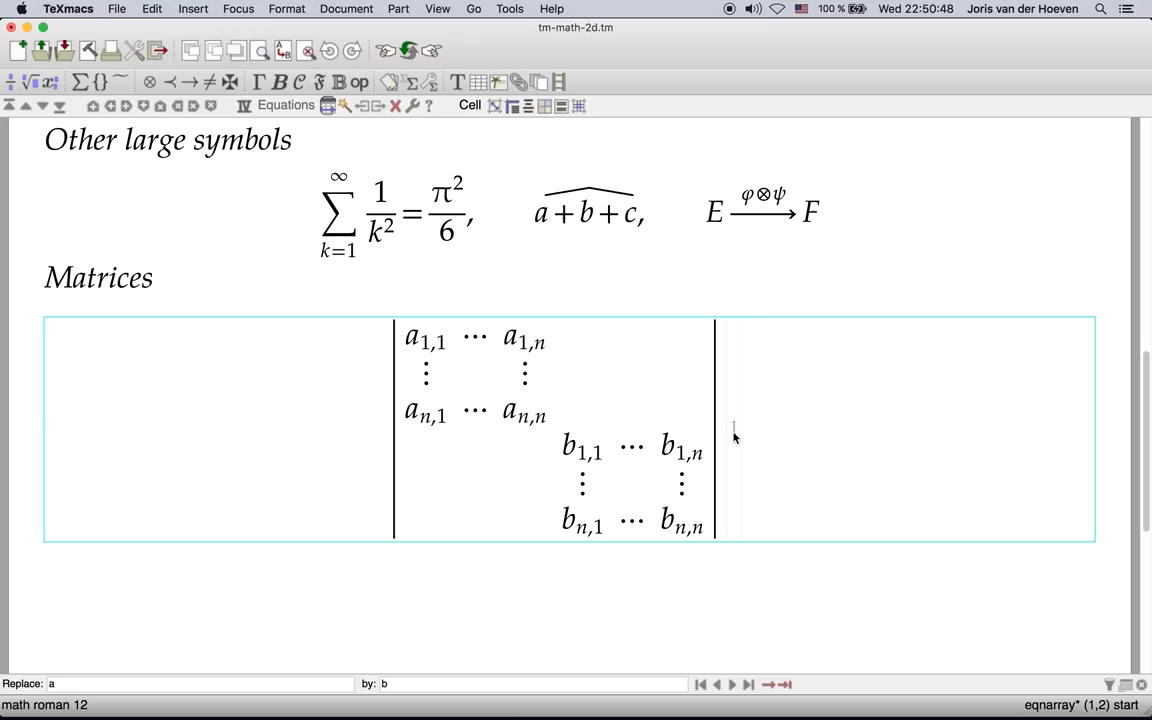 TeXmacs File Edit Insert Focus Format Document Part View Go Tools Help 100 % Wed 22:50:48 Joris van der Hoeven
tm-math-2d.tm
Γ B C 𝔉 𝔹 op T
IV Equations Cell
Other large symbols
∑_{k=1}^{∞} 1/k² = π²/6, a + b + c, E φ⊗ψ → F
Matrices
a₁,₁ ⋯ a₁,ₙ
⋮ ⋮
aₙ,₁ ⋯ aₙ,ₙ
b₁,₁ ⋯ b₁,ₙ
⋮ ⋮
bₙ,₁ ⋯ bₙ,ₙ
Replace: a by: b
math roman 12 eqnarray* (1,2) start